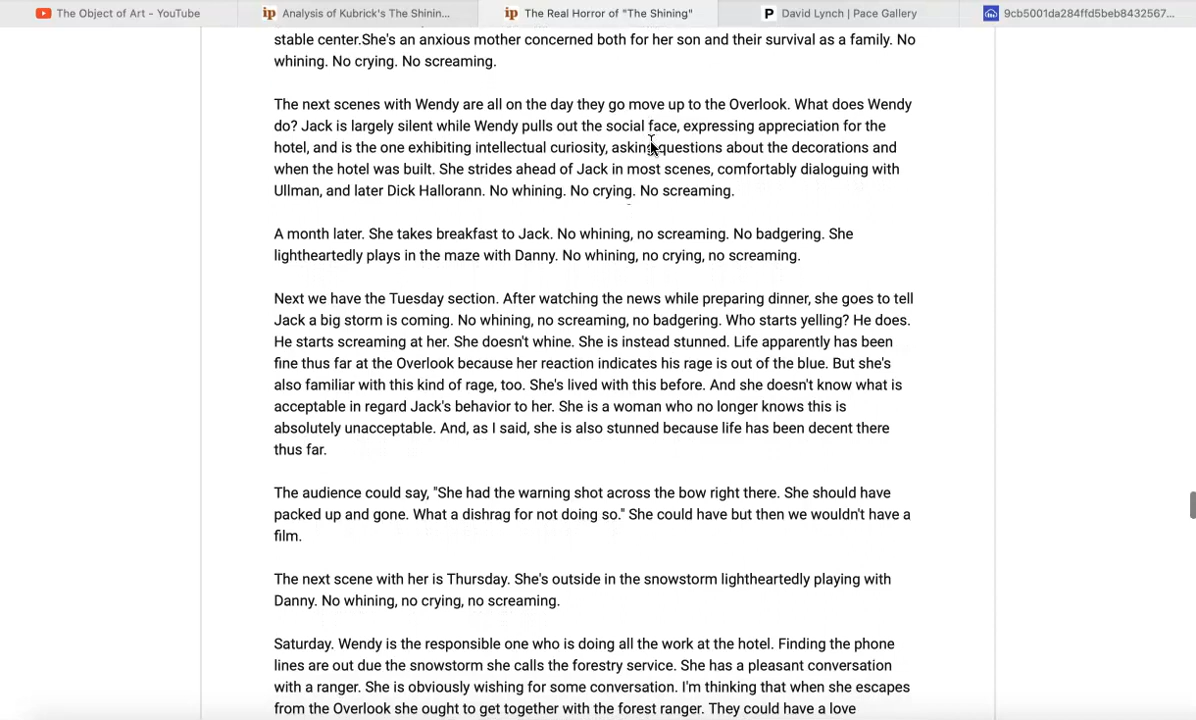 The Object of Art - YouTube
ip Analysis of Kubrick's The Shinin...
ip The Real Horror of "The Shining"
P David Lynch | Pace Gallery
9cb5001da284ffd5beb8432567...
stable center.She's an anxious mother concerned both for her son and their survival as a family. No
whining. No crying. No screaming.
The next scenes with Wendy are all on the day they go move up to the Overlook. What does Wendy
do? Jack is largely silent while Wendy pulls out the social face, expressing appreciation for the
hotel, and is the one exhibiting intellectual curiosity, asking questions about the decorations and
when the hotel was built. She strides ahead of Jack in most scenes, comfortably dialoguing with
Ullman, and later Dick Hallorann. No whining. No crying. No screaming.
A month later. She takes breakfast to Jack. No whining, no screaming. No badgering. She
lightheartedly plays in the maze with Danny. No whining, no crying, no screaming.
Next we have the Tuesday section. After watching the news while preparing dinner, she goes to tell
Jack a big storm is coming. No whining, no screaming, no badgering. Who starts yelling? He does.
He starts screaming at her. She doesn't whine. She is instead stunned. Life apparently has been
fine thus far at the Overlook because her reaction indicates his rage is out of the blue. But she's
also familiar with this kind of rage, too. She's lived with this before. And she doesn't know what is
acceptable in regard Jack's behavior to her. She is a woman who no longer knows this is
absolutely unacceptable. And, as I said, she is also stunned because life has been decent there
thus far.
The audience could say, "She had the warning shot across the bow right there. She should have
packed up and gone. What a dishrag for not doing so." She could have but then we wouldn't have a
film.
The next scene with her is Thursday. She's outside in the snowstorm lightheartedly playing with
Danny. No whining, no crying, no screaming.
Saturday. Wendy is the responsible one who is doing all the work at the hotel. Finding the phone
lines are out due the snowstorm she calls the forestry service. She has a pleasant conversation
with a ranger. She is obviously wishing for some conversation. I'm thinking that when she escapes
from the Overlook she ought to get together with the forest ranger. They could have a love